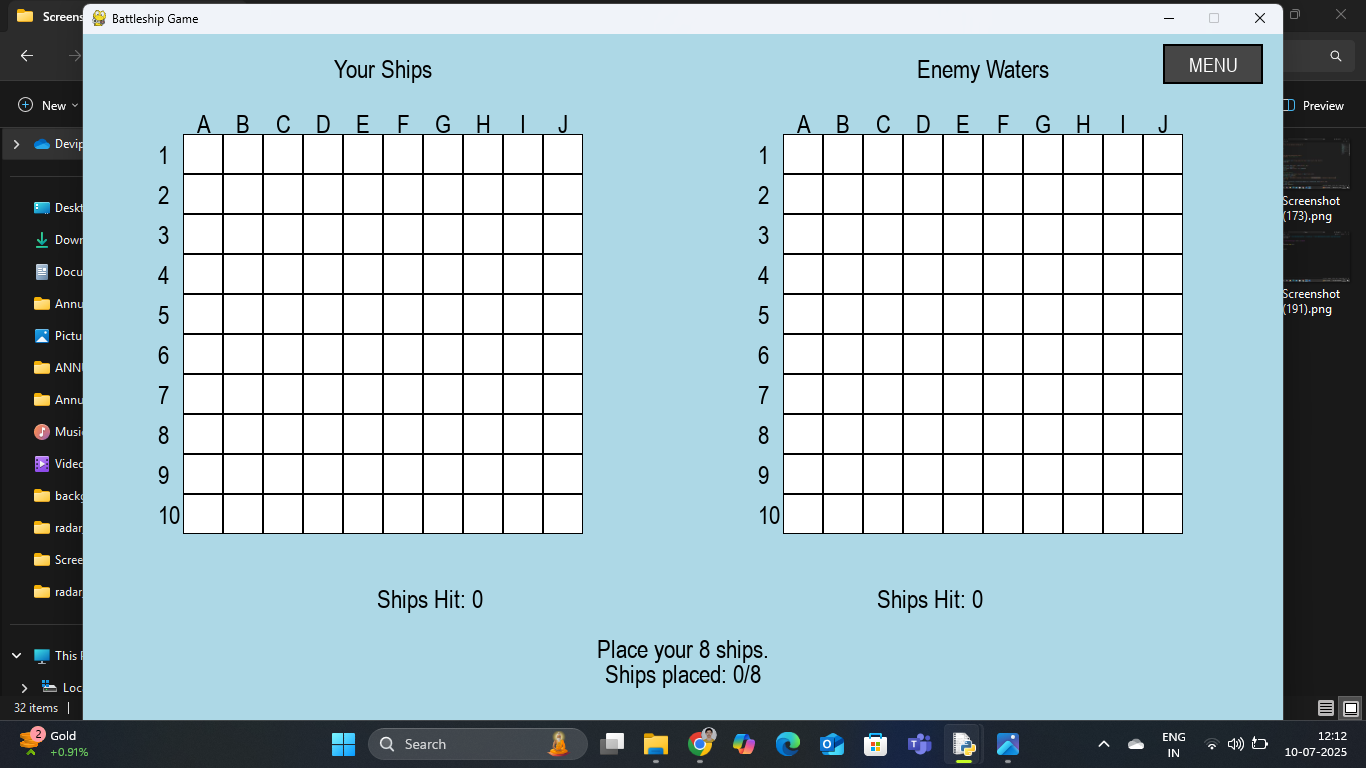 Screens
Battleship Game
Your Ships
Enemy Waters
MENU
New
Preview
A B C D E F G H I J
A B C D E F G H I J
1 1
2 2
3 3
4 4
5 5
6 6
7 7
8 8
9 9
10 10
Devip
Deskt
Down
Docu
Annu
Pictu
ANNU
Annu
Music
Video
backg
radar
Scree
radar
This P
Loc
32 items
Screenshot
(173).png
Screenshot
(191).png
Ships Hit: 0
Ships Hit: 0
Place your 8 ships.
Ships placed: 0/8
2
Gold
+0.91%
Search
ENG
IN
12:12
10-07-2025